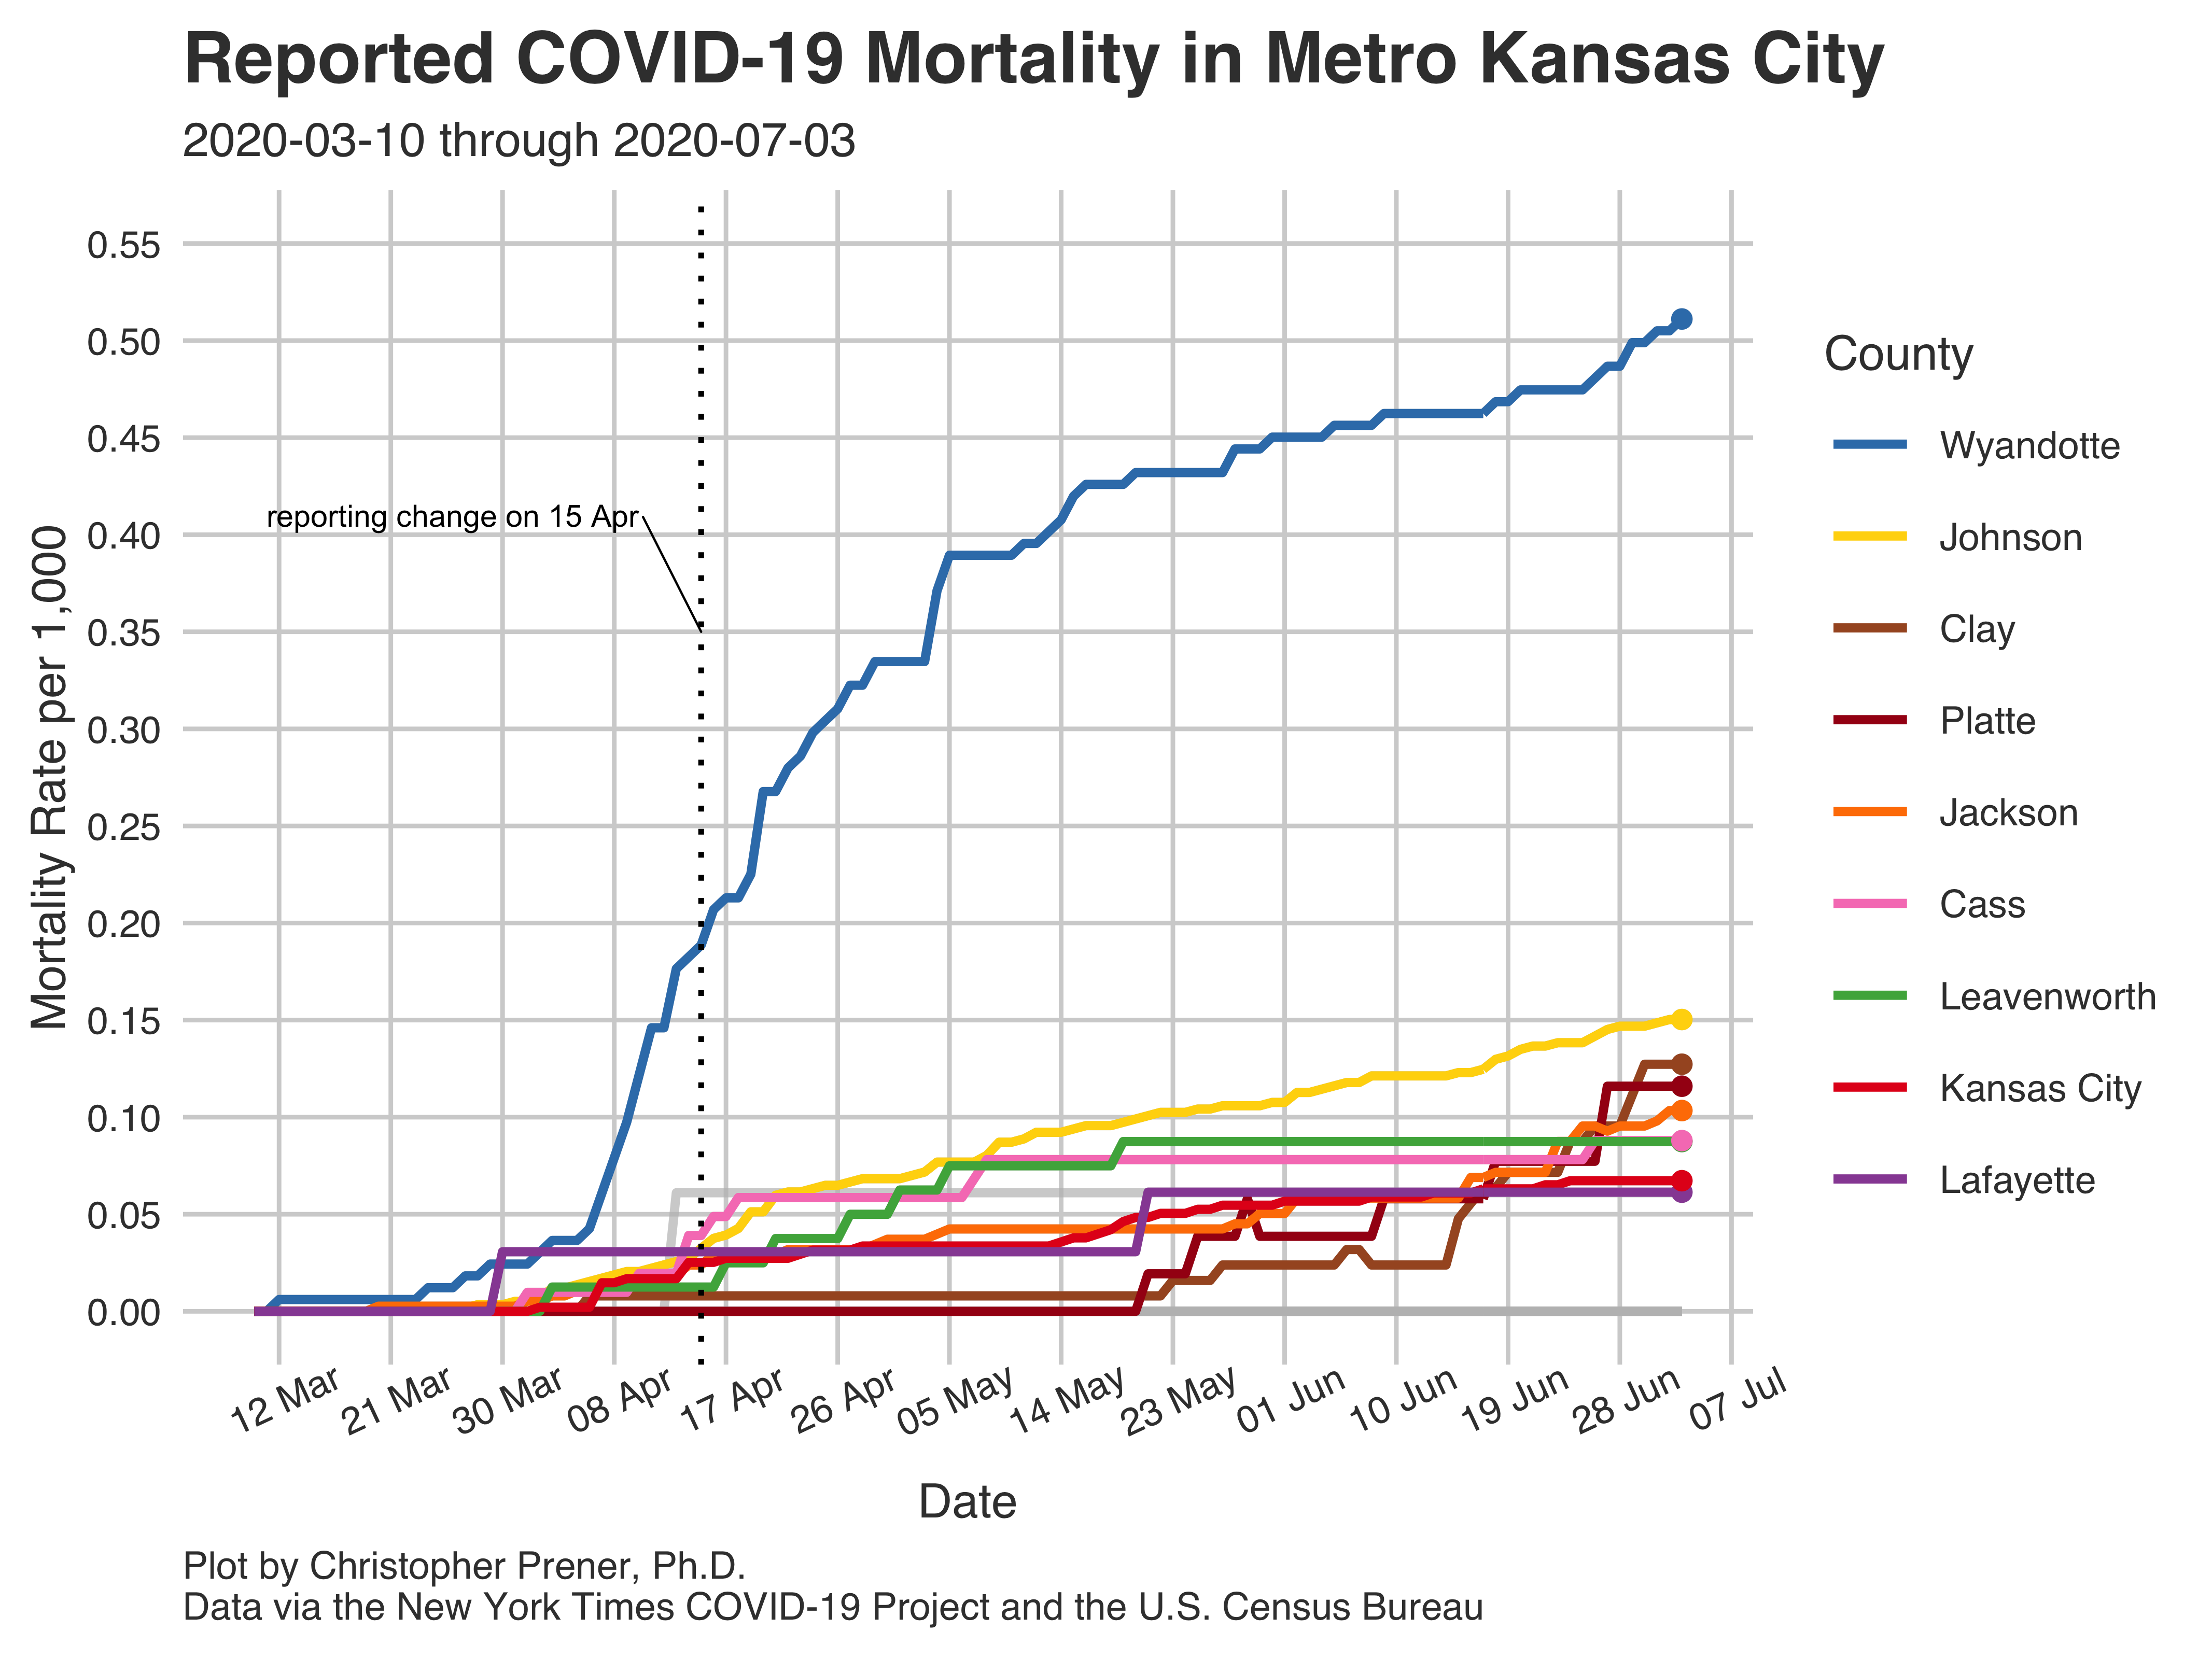 Reported COVID-19 Mortality in Metro Kansas City
2020-03-10 through 2020-07-03
Mortality Rate per 1,000
0.55
0.50
0.45
0.40
0.35
0.30
0.25
0.20
0.15
0.10
0.05
0.00
reporting change on 15 Apr
12 Mar
21 Mar
30 Mar
08 Apr
17 Apr
26 Apr
05 May
14 May
23 May
01 Jun
10 Jun
19 Jun
28 Jun
07 Jul
Date
County
Wyandotte
Johnson
Clay
Platte
Jackson
Cass
Leavenworth
Kansas City
Lafayette
Plot by Christopher Prener, Ph.D.
Data via the New York Times COVID-19 Project and the U.S. Census Bureau